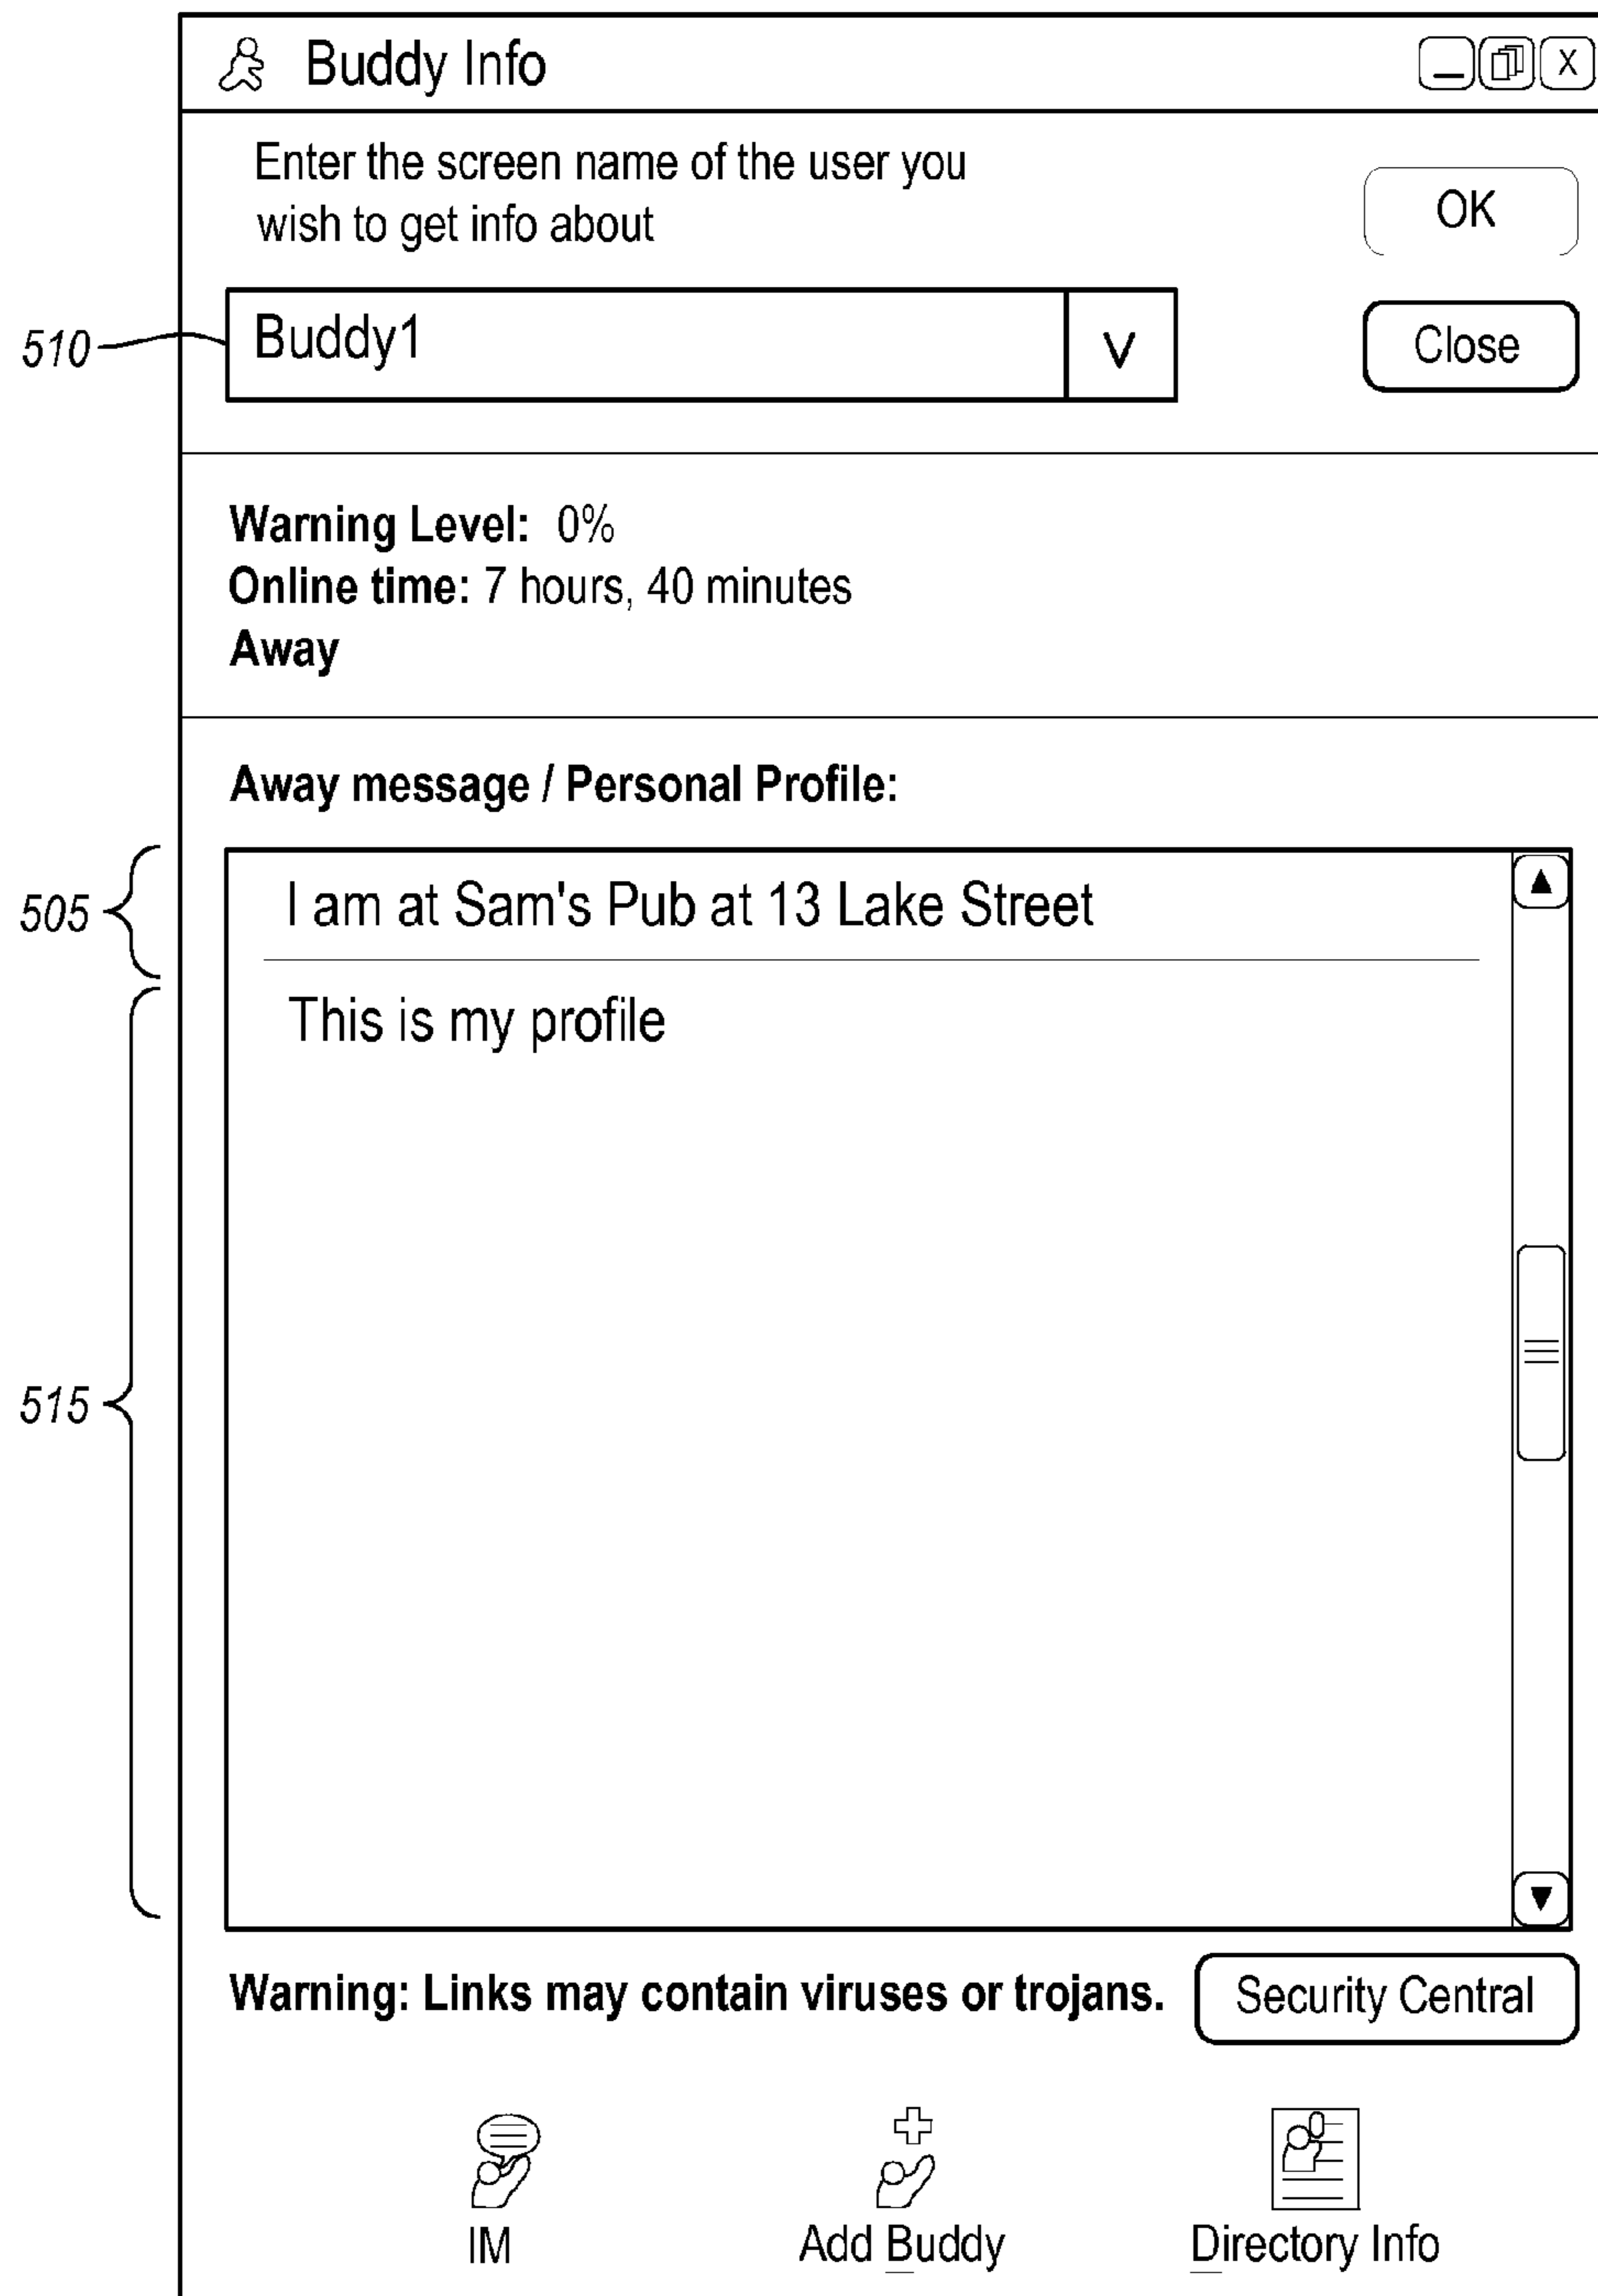 Buddy Info
X
Enter the screen name of the user you
wish to get info about
OK
510
Buddy1
V
Close
Warning Level: 0%
Online time: 7 hours, 40 minutes
Away
Away message / Personal Profile:
505
I am at Sam's Pub at 13 Lake Street
This is my profile
515
Warning: Links may contain viruses or trojans.
Security Central
IM
Add Buddy
Directory Info